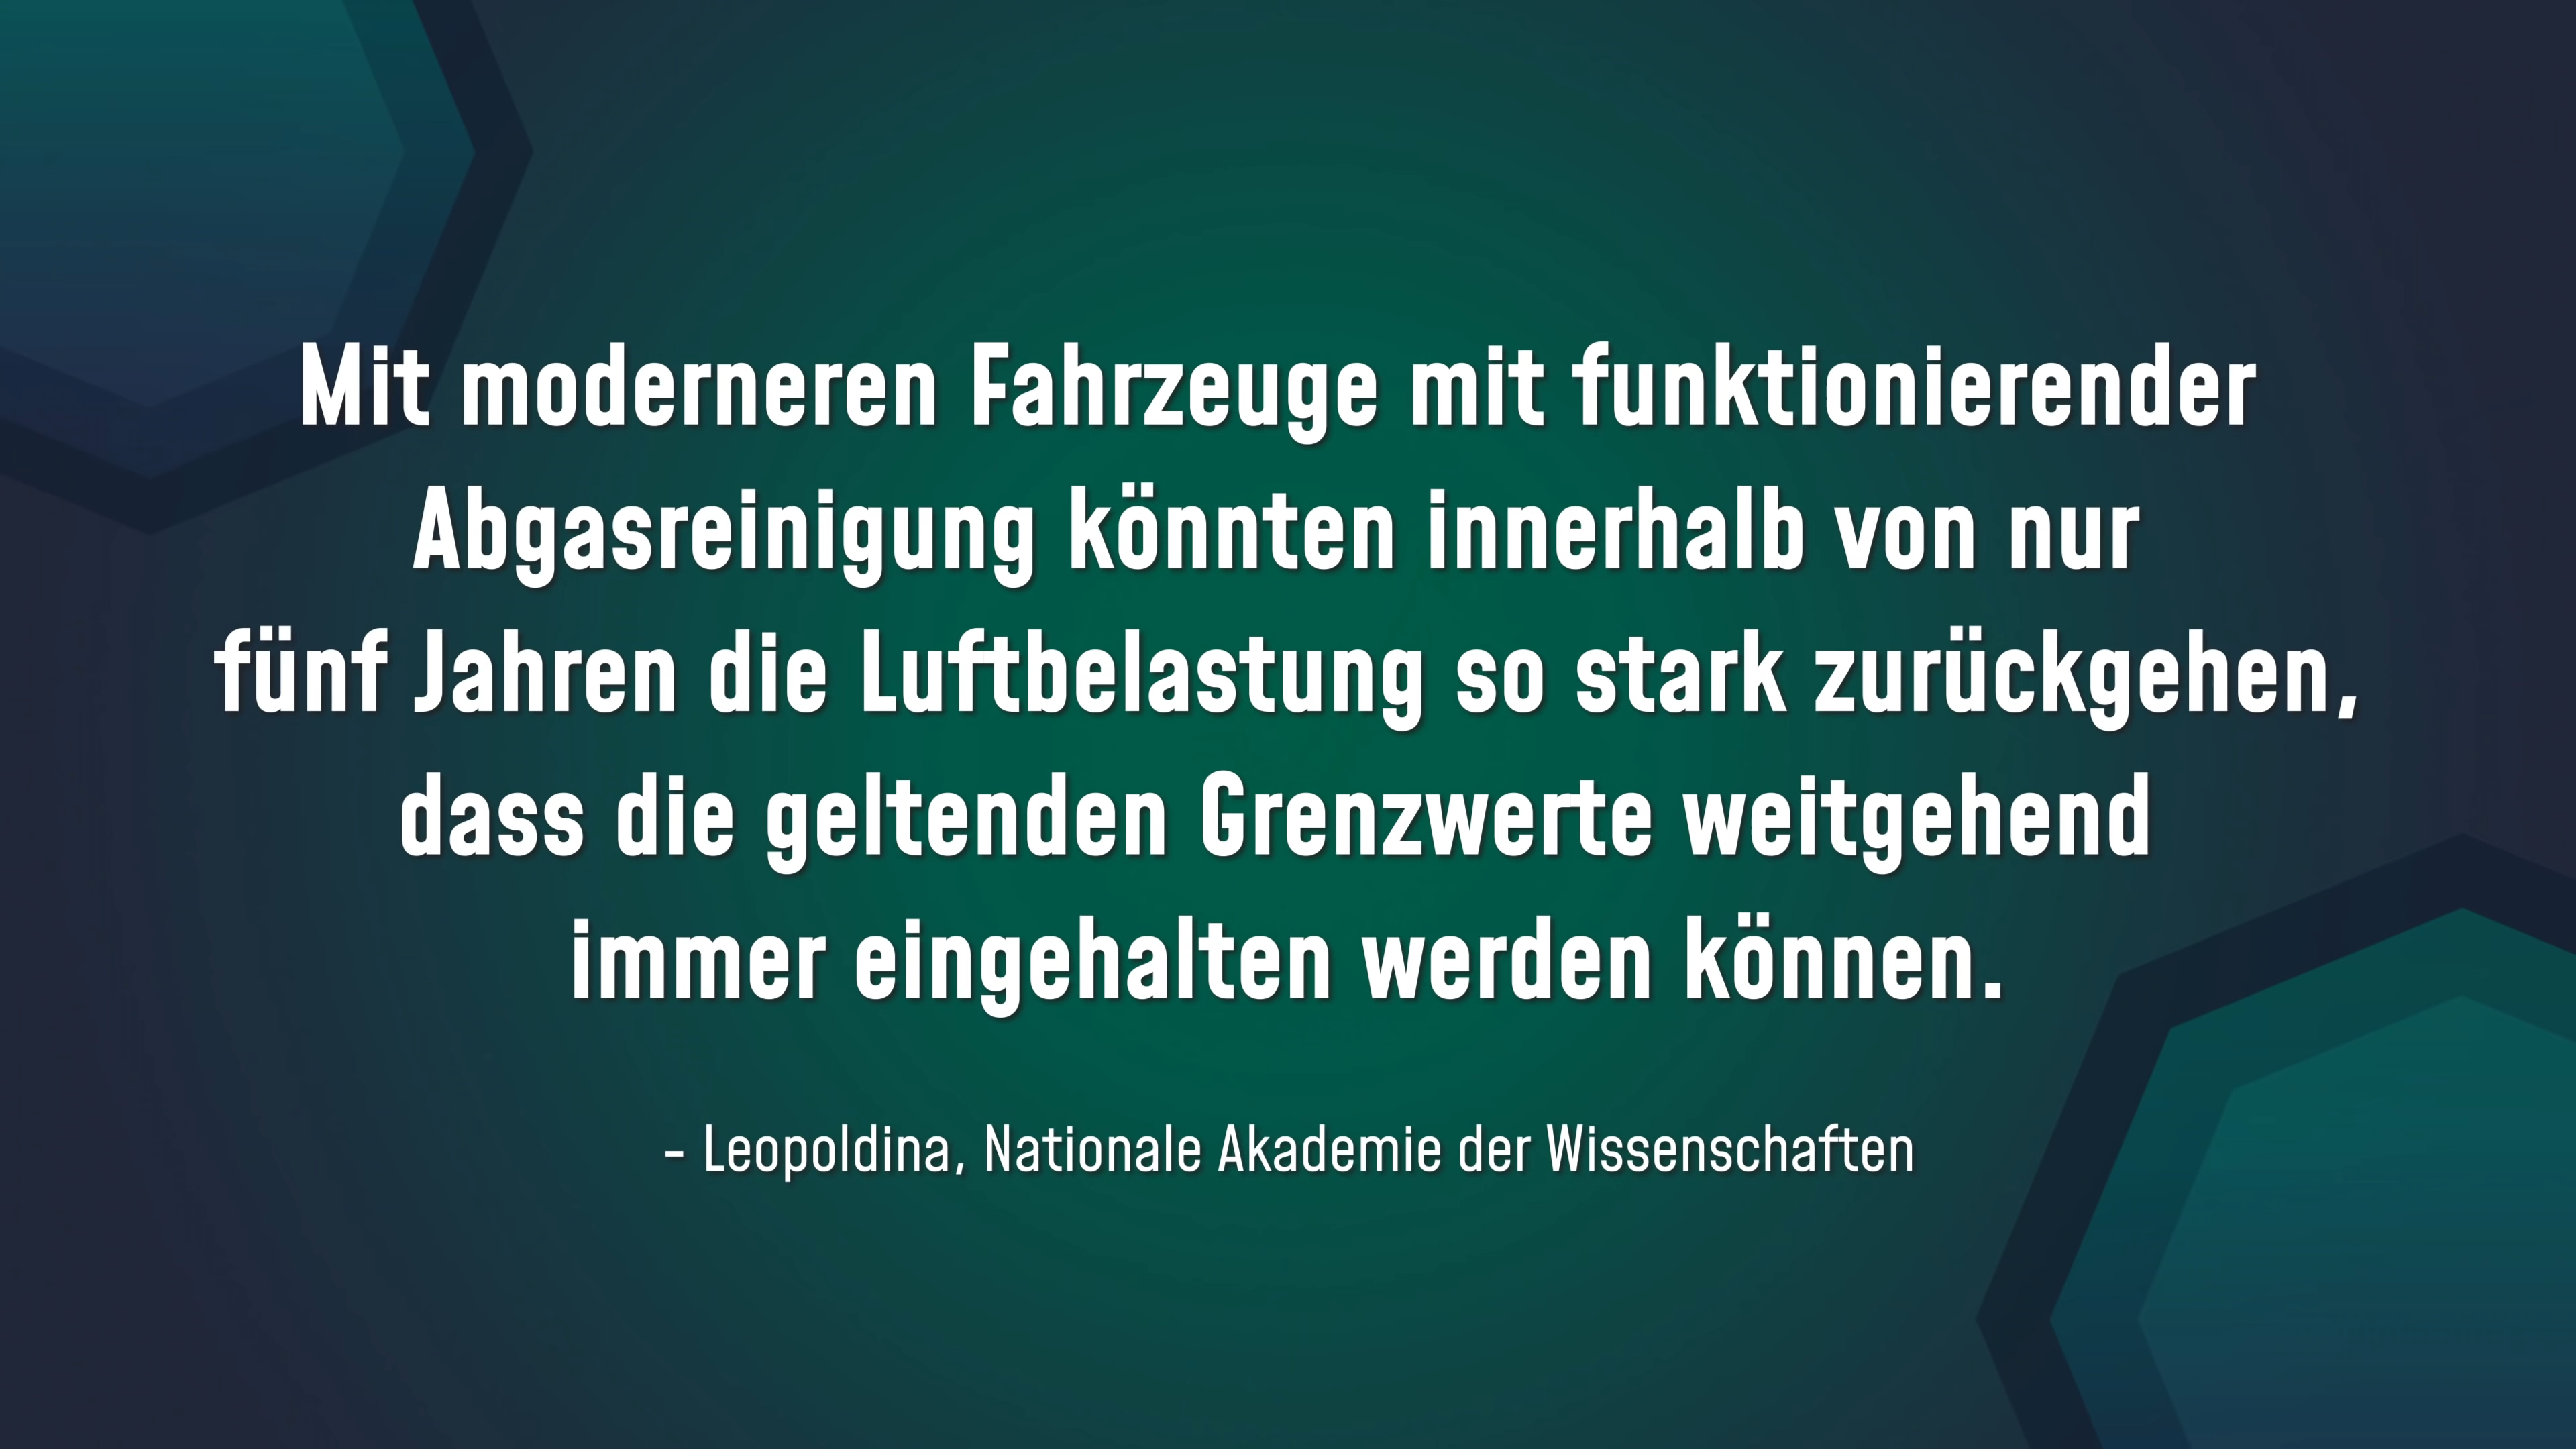 Mit moderneren Fahrzeuge mit funktionierender
Abgasreinigung könnten innerhalb von nur
fünf Jahren die Luftbelastung so stark zurückgehen,
dass die geltenden Grenzwerte weitgehend
immer eingehalten werden können.
- Leopoldina, Nationale Akademie der Wissenschaften